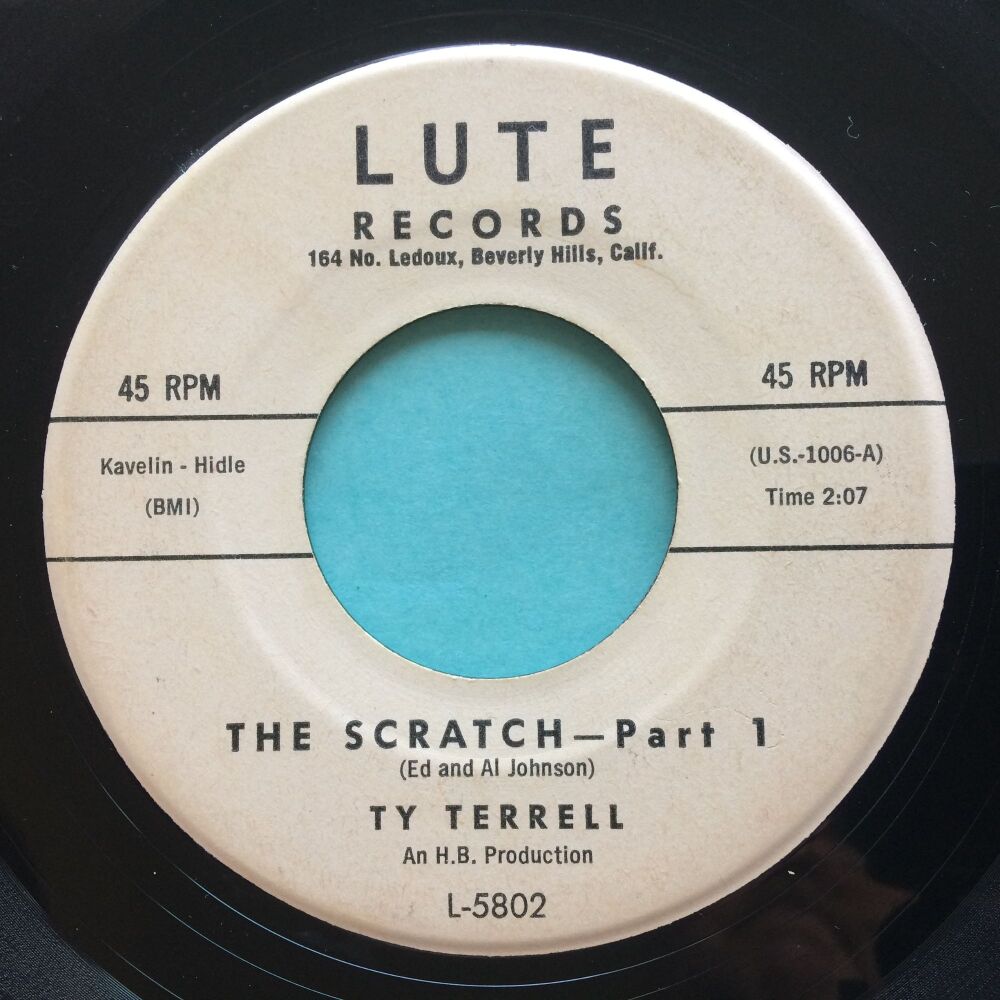 LUTE
RECORDS
164 No. Ledoux, Beverly Hills, Calif.
45 RPM
45 RPM
Kavelin - Hidle
(BMI)
(U.S.-1006-A)
Time 2:07
THE SCRATCH—Part 1
(Ed and Al Johnson)
TY TERRELL
An H.B. Production
L-5802